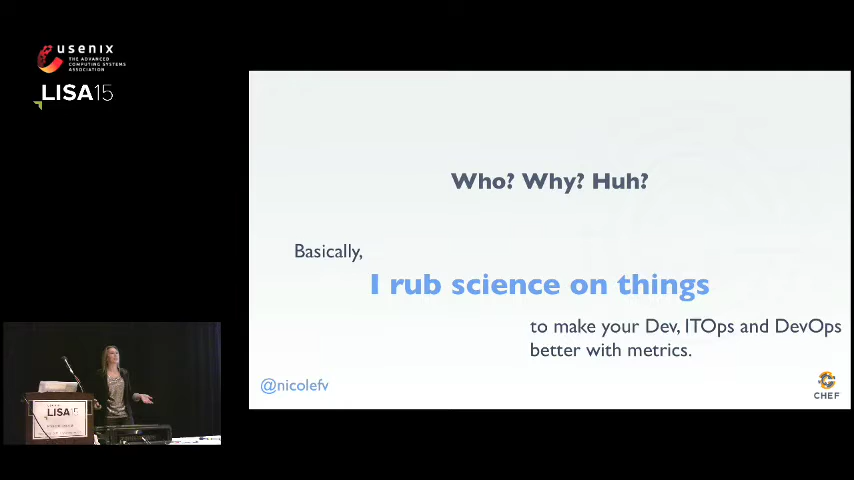 usenix
THE ADVANCED
COMPUTING SYSTEMS
ASSOCIATION
LISA15
Who? Why? Huh?
Basically,
I rub science on things
to make your Dev, ITOps and DevOps
better with metrics.
@nicolefv
CHEF
LISA15